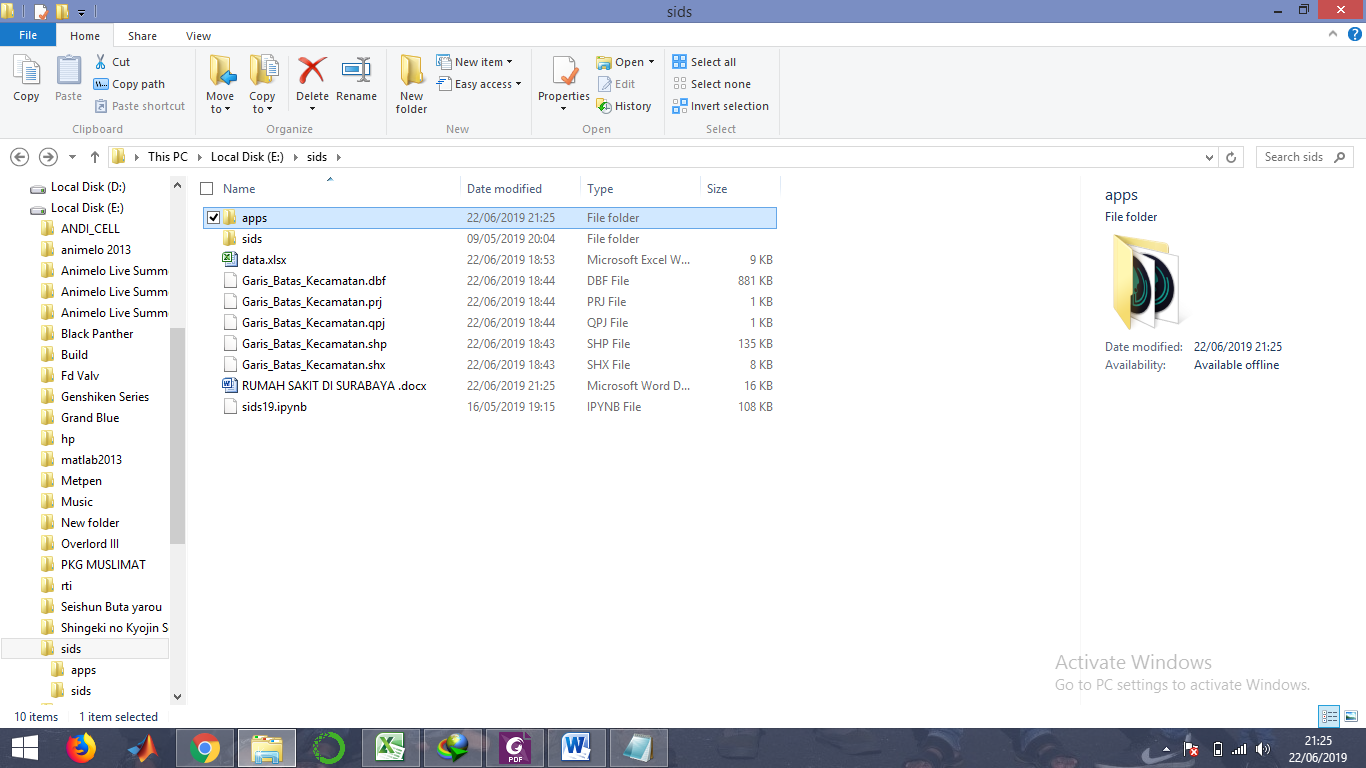 sids
File Home Share View
Copy Paste Cut Copy path Paste shortcut
Move to Copy to Delete Rename
New folder New item Easy access
Properties Open Edit History
Select all Select none Invert selection
Clipboard Organize New Open Select
This PC Local Disk (E:) sids Search sids
Local Disk (D:)
Local Disk (E:)
ANDI_CELL
animelo 2013
Animelo Live Summ
Animelo Live Summ
Animelo Live Summ
Black Panther
Build
Fd Valv
Genshiken Series
Grand Blue
hp
matlab2013
Metpen
Music
New folder
Overlord III
PKG MUSLIMAT
rti
Seishun Buta yarou
Shingeki no Kyojin S
sids
apps
sids
Name Date modified Type Size
apps 22/06/2019 21:25 File folder
sids 09/05/2019 20:04 File folder
data.xlsx 22/06/2019 18:53 Microsoft Excel W... 9 KB
Garis_Batas_Kecamatan.dbf 22/06/2019 18:44 DBF File 881 KB
Garis_Batas_Kecamatan.prj 22/06/2019 18:44 PRJ File 1 KB
Garis_Batas_Kecamatan.qpj 22/06/2019 18:44 QPJ File 1 KB
Garis_Batas_Kecamatan.shp 22/06/2019 18:43 SHP File 135 KB
Garis_Batas_Kecamatan.shx 22/06/2019 18:43 SHX File 8 KB
RUMAH SAKIT DI SURABAYA .docx 22/06/2019 21:25 Microsoft Word D... 16 KB
sids19.ipynb 16/05/2019 19:15 IPYNB File 108 KB
apps
File folder
Date modified: 22/06/2019 21:25
Availability: Available offline
Activate Windows
Go to PC settings to activate Windows.
10 items 1 item selected
PDF
21:25
22/06/2019